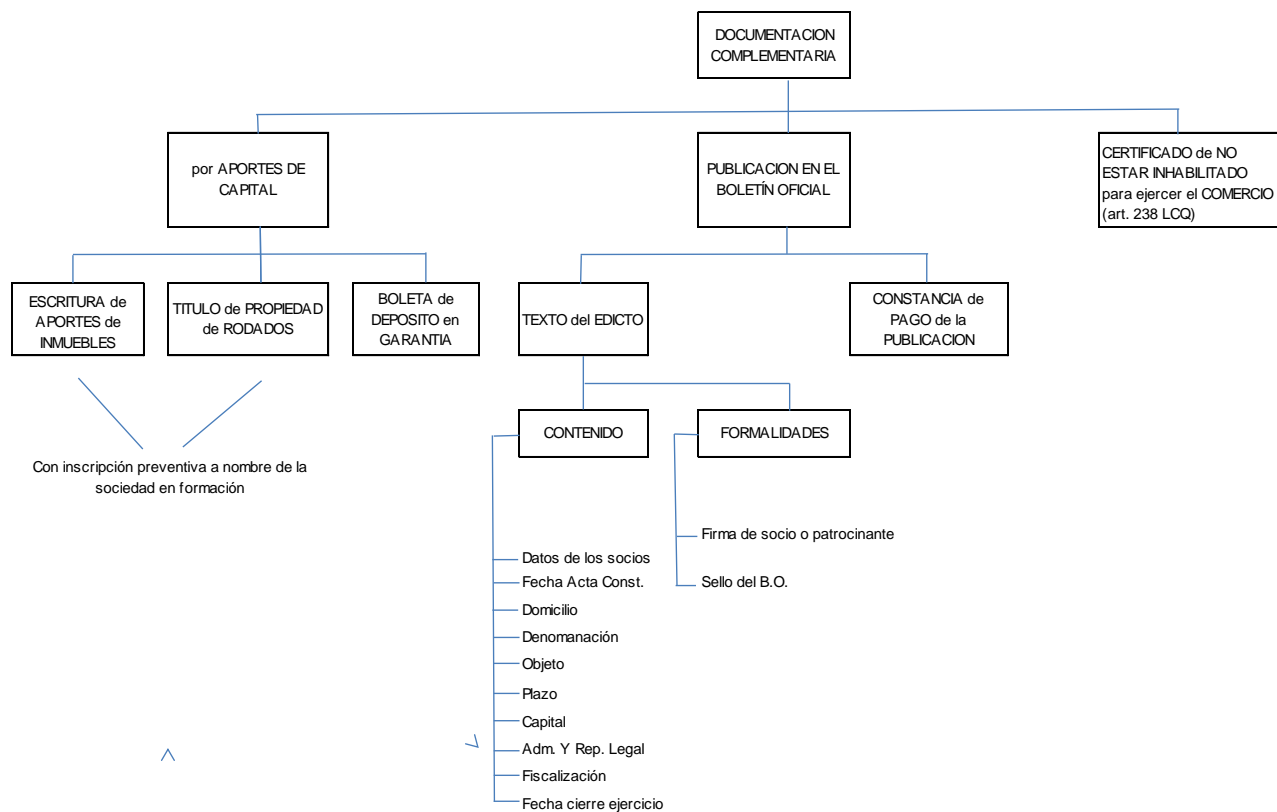 DOCUMENTACION
COMPLEMENTARIA
por APORTES DE
CAPITAL
PUBLICACION EN EL
BOLETÍN OFICIAL
CERTIFICADO de NO
ESTAR INHABILITADO
para ejercer el COMERCIO
(art. 238 LCQ)
ESCRITURA de
APORTES de
INMUEBLES
TITULO de PROPIEDAD
de RODADOS
BOLETA de
DEPOSITO en
GARANTIA
TEXTO del EDICTO
CONSTANCIA de
PAGO de la
PUBLICACION
Con inscripción preventiva a nombre de la
sociedad en formación
CONTENIDO
FORMALIDADES
Datos de los socios
Fecha Acta Const.
Domicilio
Denomanación
Objeto
Plazo
Capital
Adm. Y Rep. Legal
Fiscalización
Fecha cierre ejercicio
Firma de socio o patrocinante
Sello del B.O.